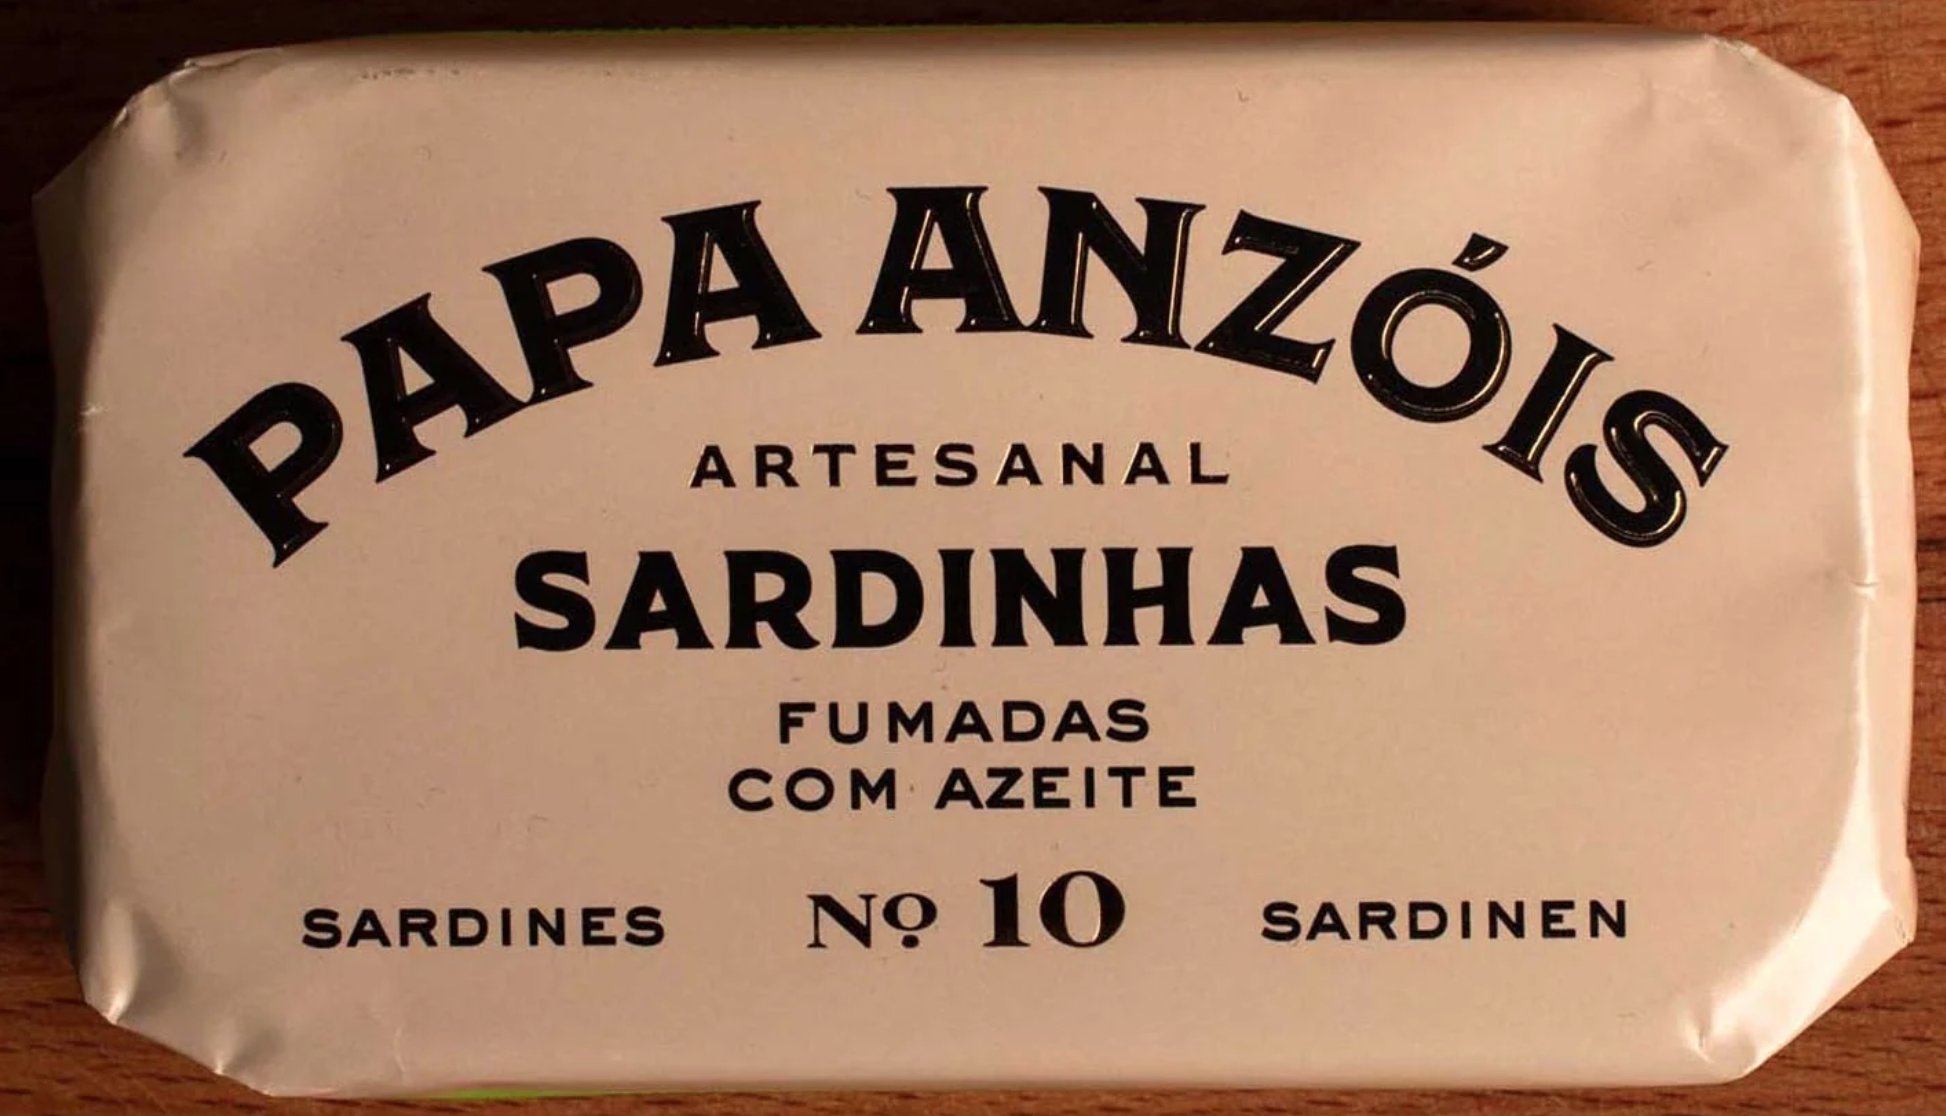 PAPA ANZÓIS
ARTESANAL
SARDINHAS
FUMADAS
COM AZEITE
SARDINES Nº 10 SARDINEN